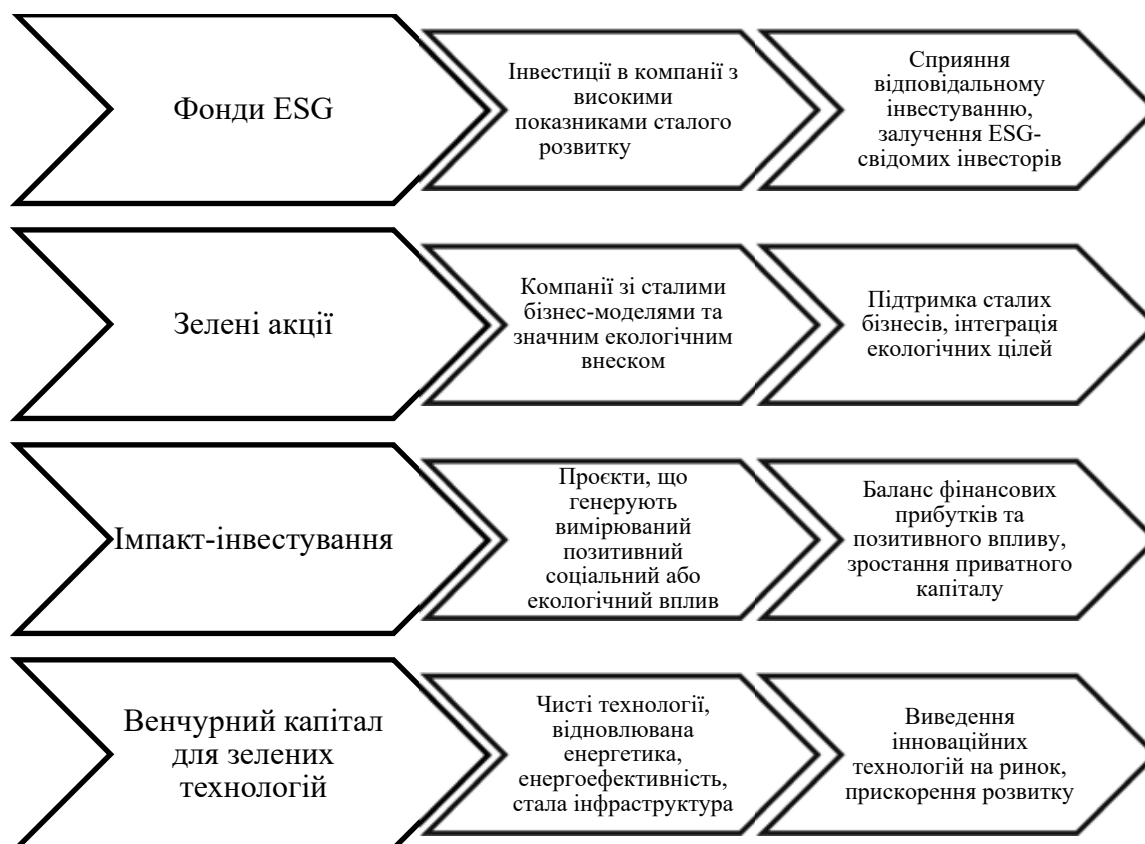 Фонди ESG
Інвестиції в компанії з
високими
показниками сталого
розвитку
Сприяння
відповідальному
інвестуванню,
залучення ESG-
свідомих інвесторів
Зелені акції
Компанії зі сталими
бізнес-моделями та
значним екологічним
внеском
Підтримка сталих
бізнесів, інтеграція
екологічних цілей
Імпакт-інвестування
Проєкти, що
генерують
вимірюваний
позитивний
соціальний або
екологічний вплив
Баланс фінансових
прибутків та
позитивного впливу,
зростання приватного
капіталу
Венчурний капітал
для зелених
технологій
Чисті технології,
відновлювана
енергетика,
енергоефективність,
стала інфраструктура
Виведення
інноваційних
технологій на ринок,
прискорення розвитку